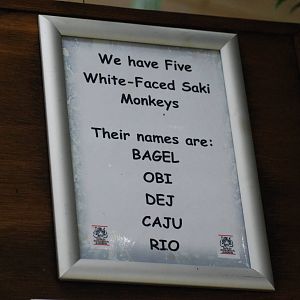 We have Five
White-Faced Saki
Monkeys
Their names are:
BAGEL
OBI
DEJ
CAJU
RIO